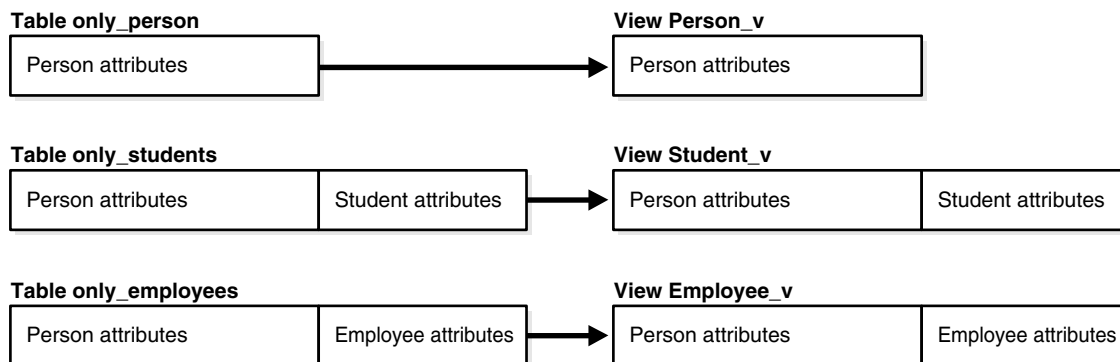 Table only_person
View Person_v
Person attributes
Person attributes
Table only_students
View Student_v
Person attributes
Student attributes
Person attributes
Student attributes
Table only_employees
View Employee_v
Person attributes
Employee attributes
Person attributes
Employee attributes